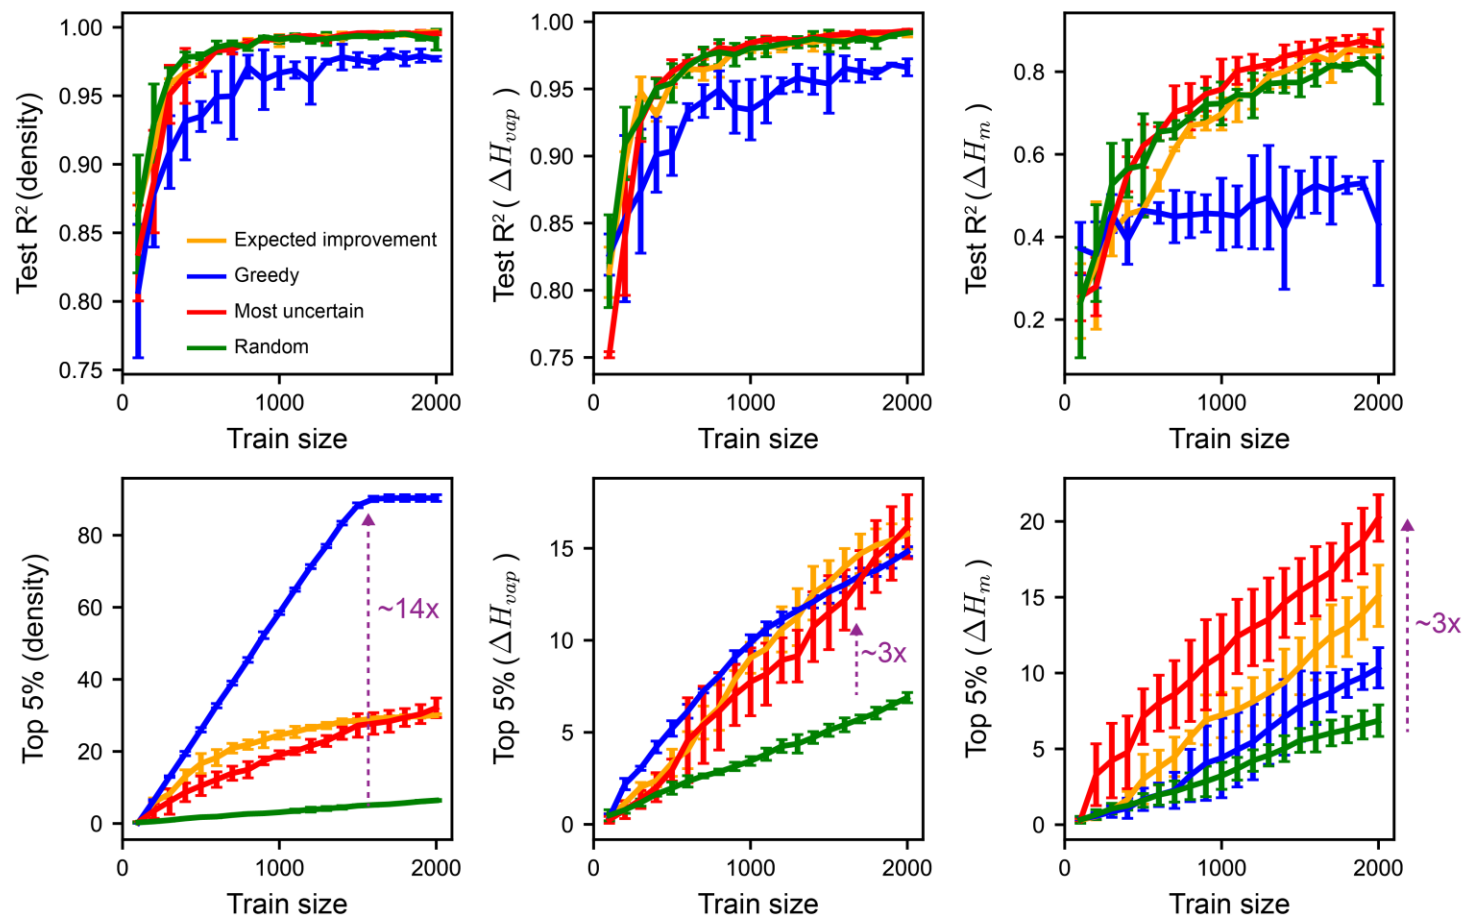 Test R² (density)
1.00
0.95
0.90
0.85
0.80
0.75
Expected improvement
Greedy
Most uncertain
Random
0
1000
2000
Train size
Test R² ( ΔH_vap )
1.00
0.95
0.90
0.85
0.80
0.75
0
1000
2000
Train size
Test R² ( ΔH_m )
0.8
0.6
0.4
0.2
0
1000
2000
Train size
Top 5% (density)
80
60
40
20
0
~14x
0
1000
2000
Train size
Top 5% ( ΔH_vap )
15
10
5
0
~3x
0
1000
2000
Train size
Top 5% ( ΔH_m )
20
15
10
5
0
~3x
0
1000
2000
Train size